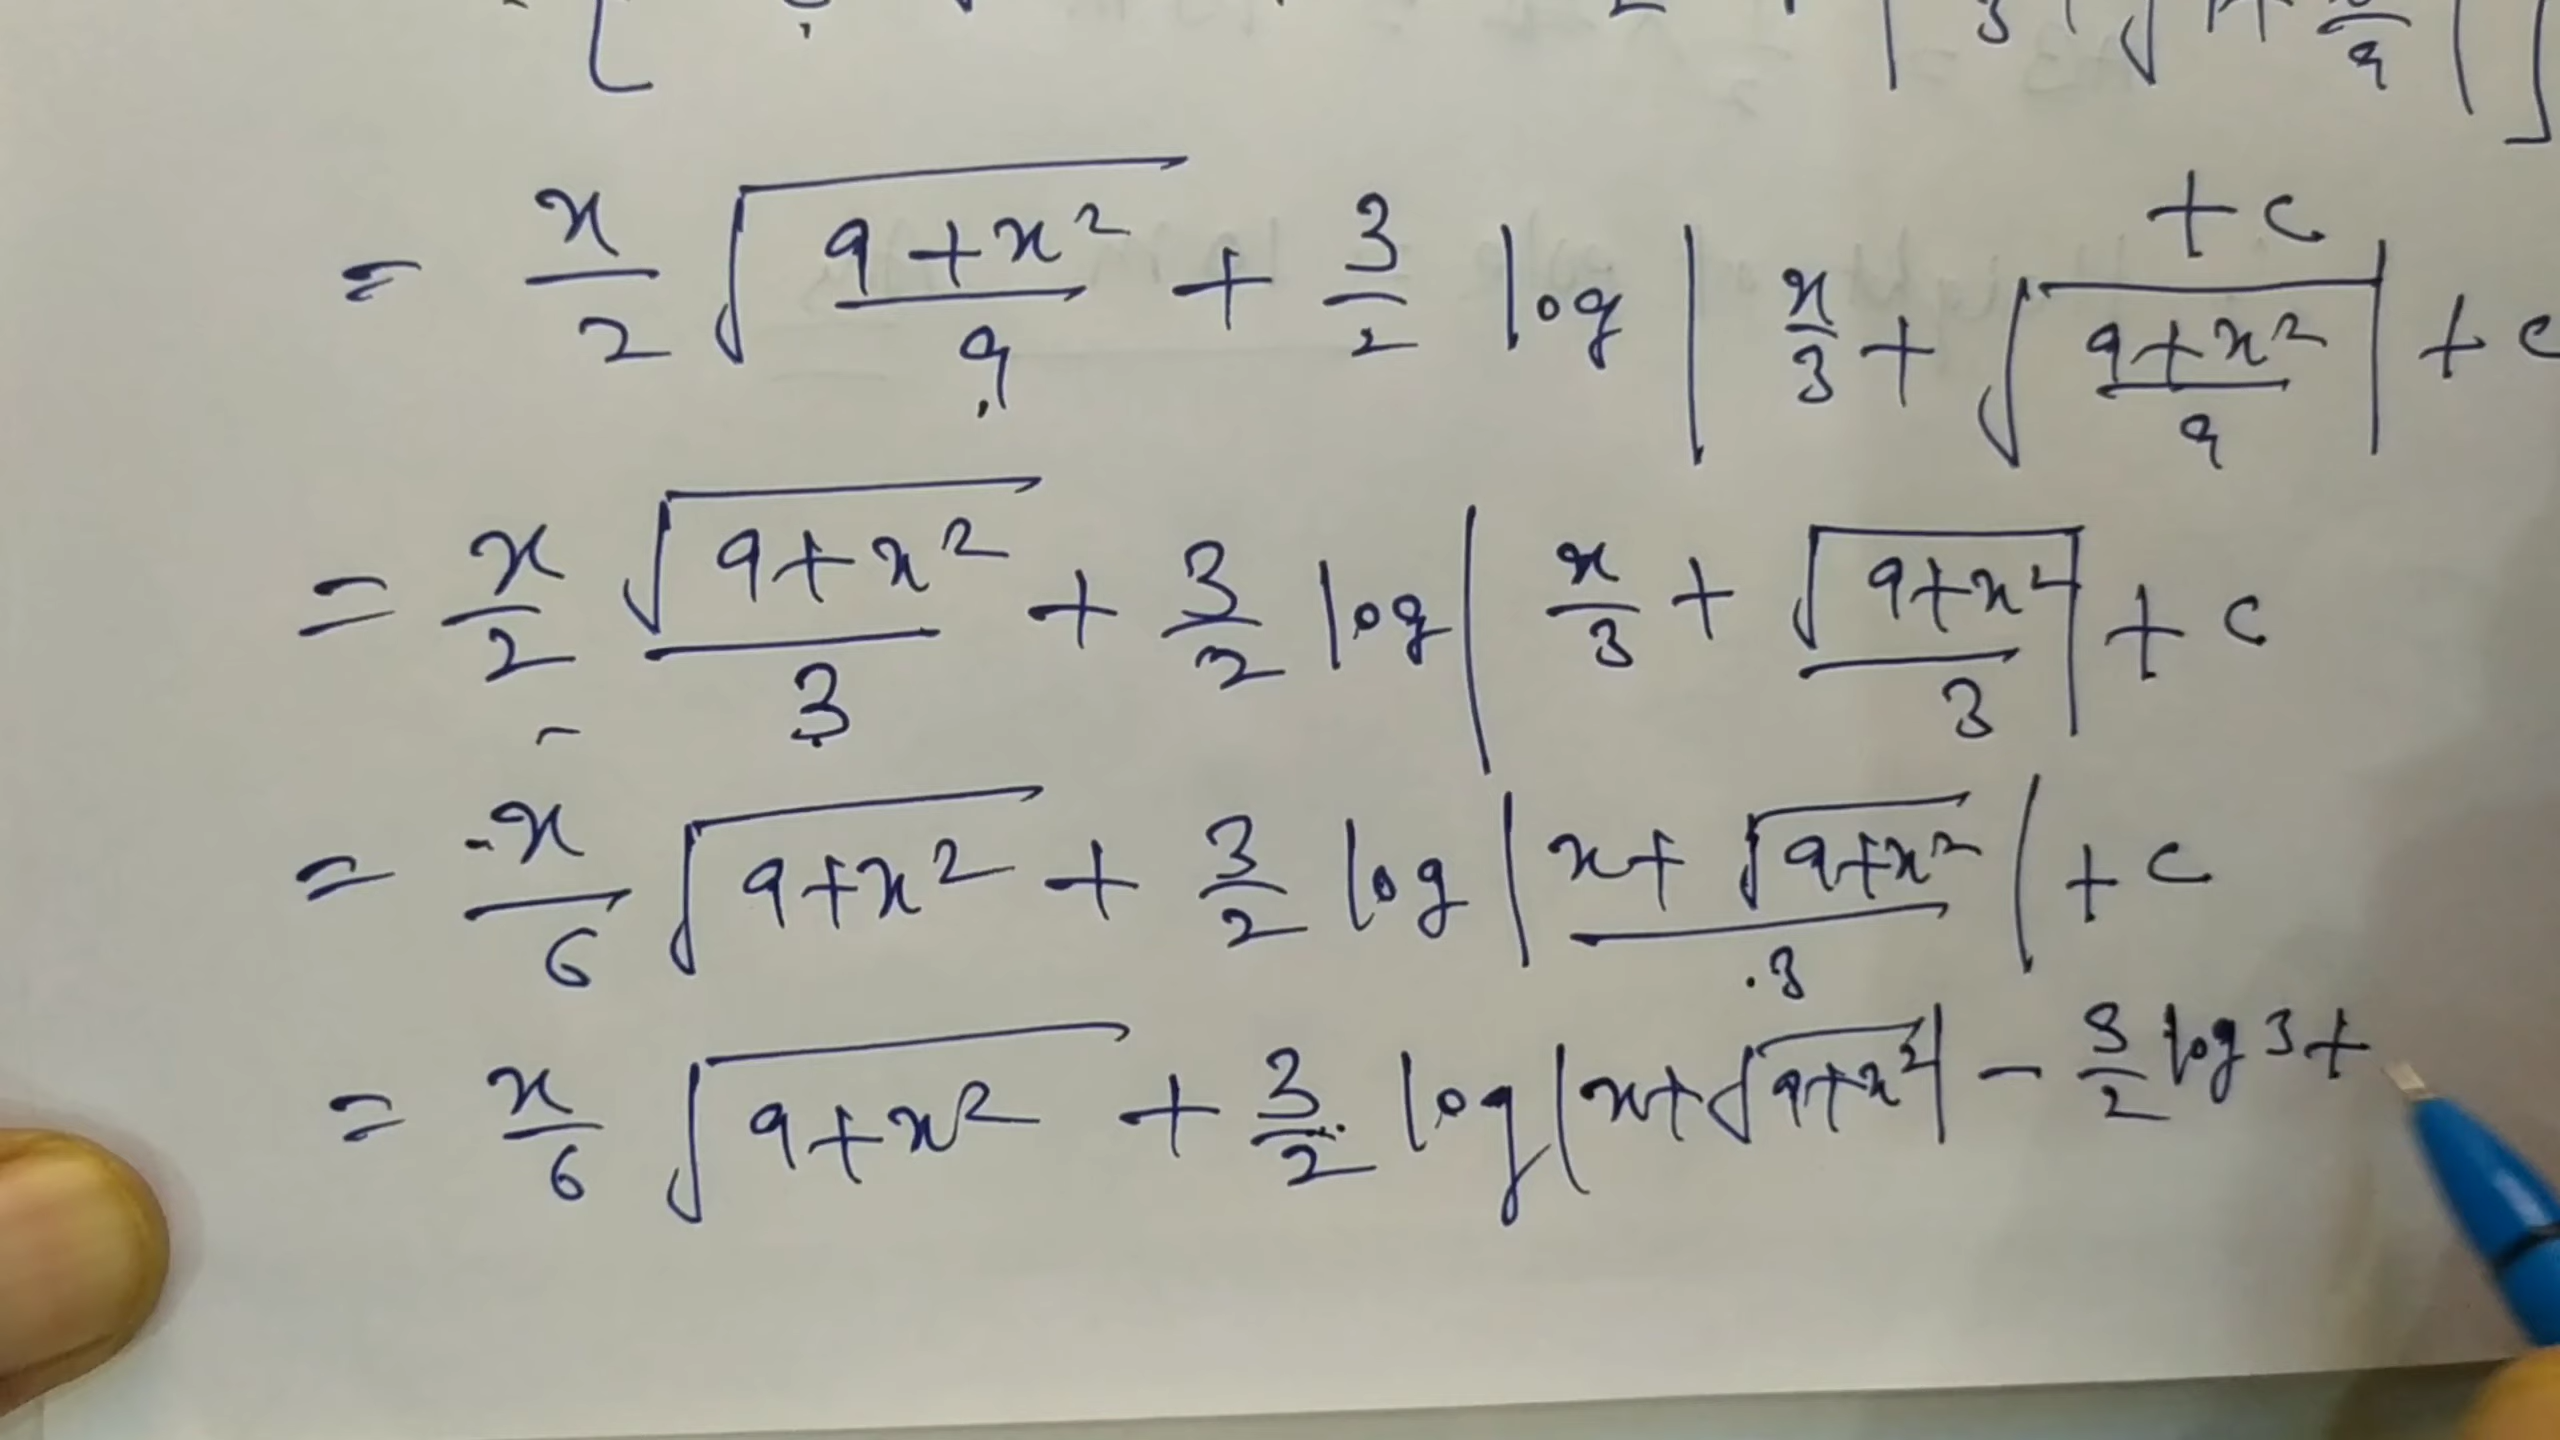 = x/2 √((9+x²)/9) + 3/2 log | x/3 + √((9+x²)/9) | + c + c
= x/2 √(9+x²)/3 + 3/2 log | x/3 + √(9+x²)/3 | + c
= x/6 √(9+x²) + 3/2 log | (x+√(9+x²))/3 | + c
= x/6 √(9+x²) + 3/2 log |x+√(9+x²)| - 3/2 log 3 +